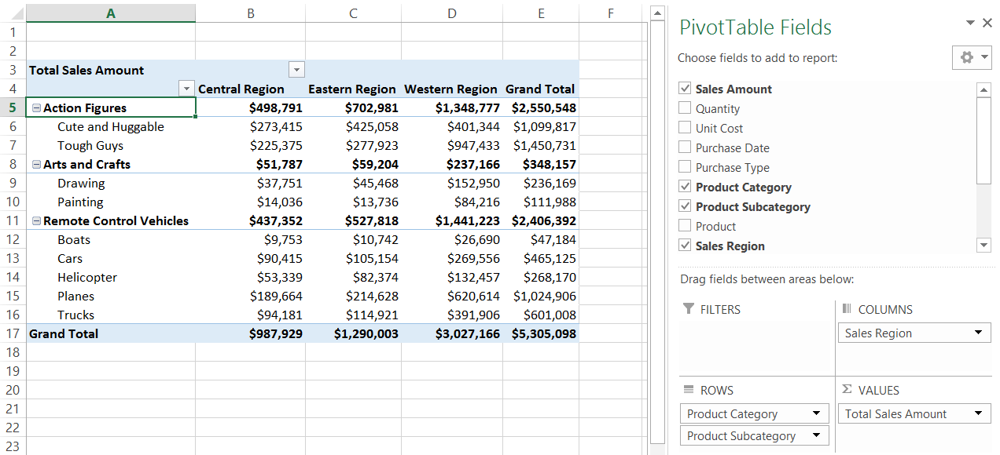 A B C D E F
1
2
3 Total Sales Amount
4 Central Region Eastern Region Western Region Grand Total
5 Action Figures $498,791 $702,981 $1,348,777 $2,550,548
6 Cute and Huggable $273,415 $425,058 $401,344 $1,099,817
7 Tough Guys $225,375 $277,923 $947,433 $1,450,731
8 Arts and Crafts $51,787 $59,204 $237,166 $348,157
9 Drawing $37,751 $45,468 $152,950 $236,169
10 Painting $14,036 $13,736 $84,216 $111,988
11 Remote Control Vehicles $437,352 $527,818 $1,441,223 $2,406,392
12 Boats $9,753 $10,742 $26,690 $47,184
13 Cars $90,415 $105,154 $269,556 $465,125
14 Helicopter $53,339 $82,374 $132,457 $268,170
15 Planes $189,664 $214,628 $620,614 $1,024,906
16 Trucks $94,181 $114,921 $391,906 $601,008
17 Grand Total $987,929 $1,290,003 $3,027,166 $5,305,098
18
19
20
21
22
23
PivotTable Fields
Choose fields to add to report:
Sales Amount
Quantity
Unit Cost
Purchase Date
Purchase Type
Product Category
Product Subcategory
Product
Sales Region
Drag fields between areas below:
FILTERS
COLUMNS
Sales Region
ROWS
Product Category
Product Subcategory
Σ VALUES
Total Sales Amount